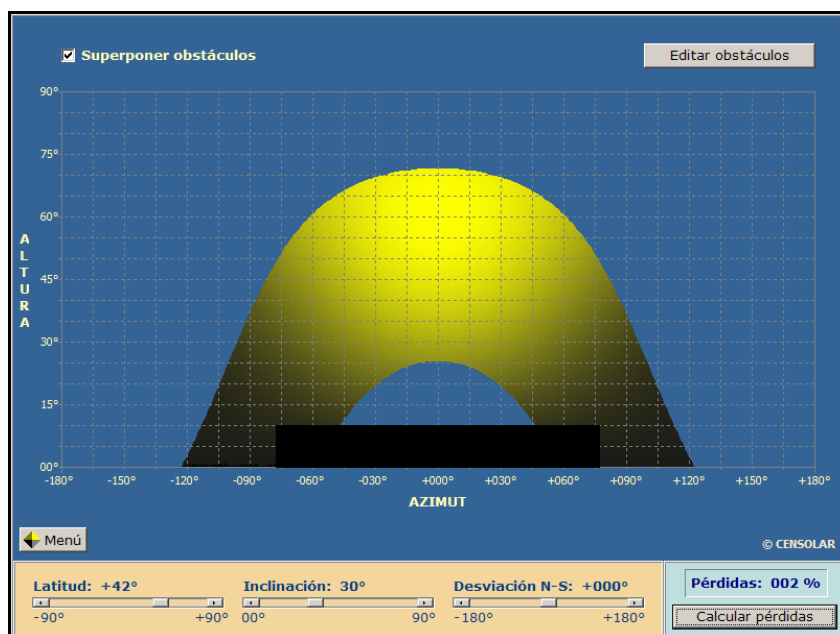 Superponer obstáculos
Editar obstáculos
90°
75°
60°
45°
30°
15°
00°
ALTURA
-180° -150° -120° -090° -060° -030° +000° +030° +060° +090° +120° +150° +180°
AZIMUT
Menú
© CENSOLAR
Latitud: +42° Inclinación: 30° Desviación N-S: +000° Pérdidas: 002 %
-90° +90° 00° 90° -180° +180° Calcular pérdidas